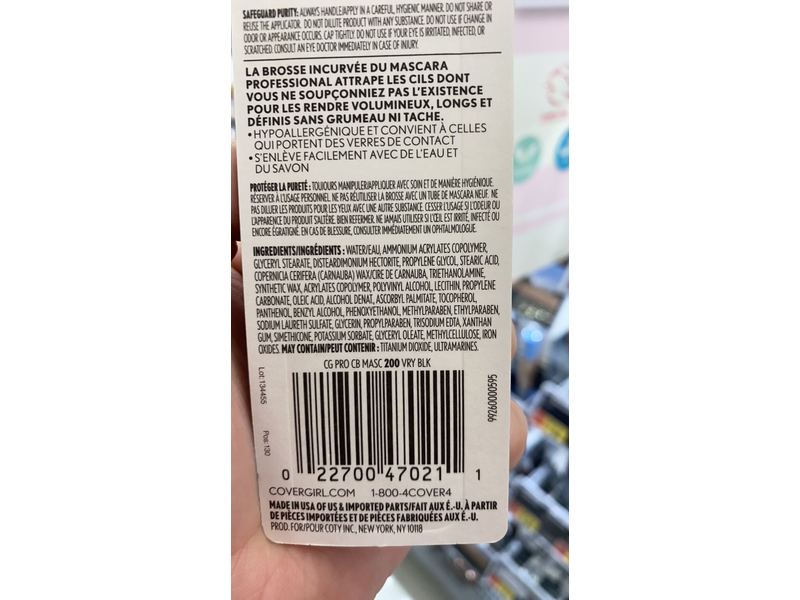 SAFEGUARD PURITY: ALWAYS HANDLE/APPLY IN A CAREFUL, HYGIENIC MANNER. DO NOT SHARE OR
REUSE THE APPLICATOR. DO NOT DILUTE PRODUCT WITH ANY SUBSTANCE. DO NOT USE IF CHANGE IN
ODOR OR APPEARANCE OCCURS. CAP TIGHTLY. DO NOT USE IF YOUR EYE IS IRRITATED, INFECTED, OR
SCRATCHED. CONSULT AN EYE DOCTOR IMMEDIATELY IN CASE OF INJURY.
LA BROSSE INCURVÉE DU MASCARA
PROFESSIONAL ATTRAPE LES CILS DONT
VOUS NE SOUPÇONNIEZ PAS L'EXISTENCE
POUR LES RENDRE VOLUMINEUX, LONGS ET
DÉFINIS SANS GRUMEAU NI TACHE.
• HYPOALLERGÉNIQUE ET CONVIENT À CELLES
QUI PORTENT DES VERRES DE CONTACT
• S'ENLÈVE FACILEMENT AVEC DE L'EAU ET
DU SAVON
PROTÉGER LA PURETÉ : TOUJOURS MANIPULER/APPLIQUER AVEC SOIN ET DE MANIÈRE HYGIÉNIQUE.
RÉSERVER À L'USAGE PERSONNEL. NE PAS RÉUTILISER LA BROSSE AVEC UN TUBE DE MASCARA NEUF. NE
PAS DILUER LES PRODUITS POUR LES YEUX AVEC UNE AUTRE SUBSTANCE. CESSER L'USAGE SI L'ODEUR OU
L'APPARENCE DU PRODUIT S'ALTÈRE. BIEN REFERMER. NE JAMAIS UTILISER SI L'ŒIL EST IRRITÉ, INFECTÉ OU
ENCORE ÉGRATIGNÉ. EN CAS DE BLESSURE, CONSULTER IMMÉDIATEMENT UN OPHTALMOLOGUE.
INGREDIENTS/INGRÉDIENTS : WATER/EAU, AMMONIUM ACRYLATES COPOLYMER,
GLYCERYL STEARATE, DISTEARDIMONIUM HECTORITE, PROPYLENE GLYCOL, STEARIC ACID,
COPERNICIA CERIFERA (CARNAUBA) WAX/CIRE DE CARNAUBA, TRIETHANOLAMINE,
SYNTHETIC WAX, ACRYLATES COPOLYMER, POLYVINYL ALCOHOL, LECITHIN, PROPYLENE
CARBONATE, OLEIC ACID, ALCOHOL DENAT, ASCORBYL PALMITATE, TOCOPHEROL,
PANTHENOL, BENZYL ALCOHOL, PHENOXYETHANOL, METHYLPARABEN, ETHYLPARABEN,
SODIUM LAURETH SULFATE, GLYCERIN, PROPYLPARABEN, TRISODIUM EDTA, XANTHAN
GUM, SIMETHICONE, POTASSIUM SORBATE, GLYCERYL OLEATE, METHYLCELLULOSE, IRON
OXIDES. MAY CONTAIN/PEUT CONTENIR : TITANIUM DIOXIDE, ULTRAMARINES.
CG PRO CB MASC 200 VRY BLK
Lot: 134455
Pos: 130
99260000595
0 22700 47021 1
COVERGIRL.COM 1-800-4COVER4
MADE IN USA OF US & IMPORTED PARTS/FAIT AUX É.-U. À PARTIR
DE PIÈCES IMPORTÉES ET DE PIÈCES FABRIQUÉES AUX É.-U.
PROD. FOR/POUR COTY INC., NEW YORK, NY 10118